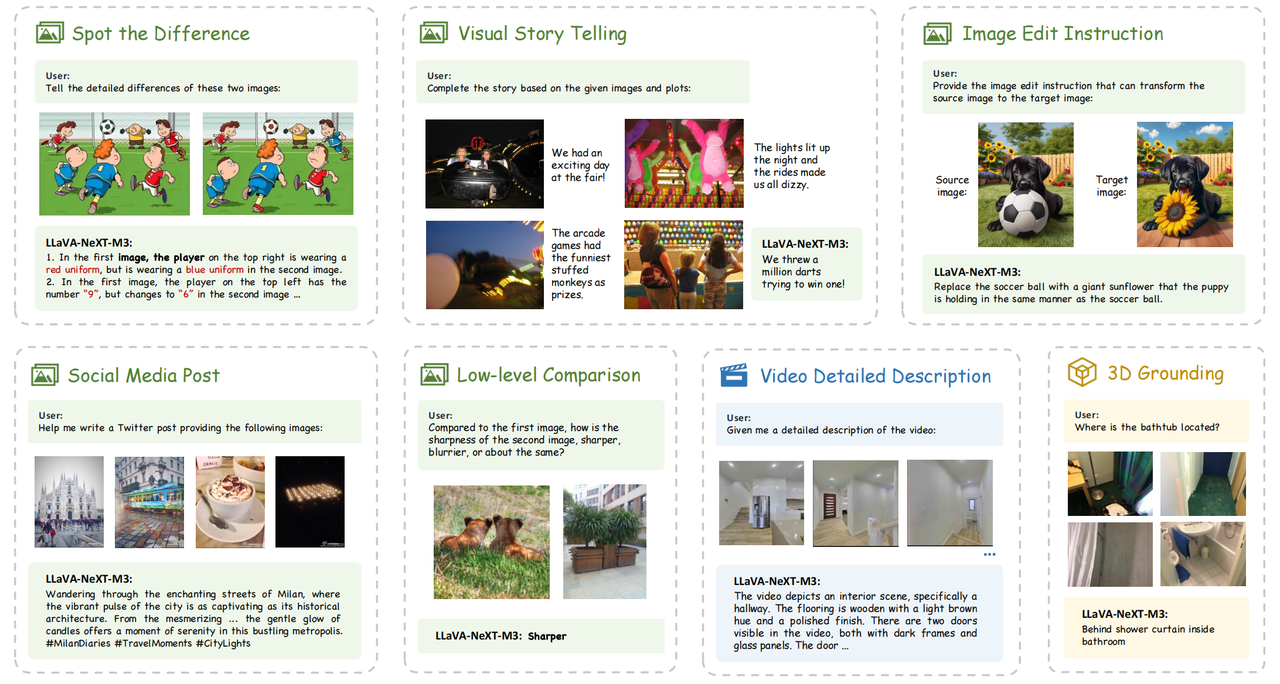 Spot the Difference
User:
Tell the detailed differences of these two images:
LLaVA-NeXT-M3:
1. In the first image, the player on the top right is wearing a
red uniform, but is wearing a blue uniform in the second image.
2. In the first image, the player on the top left has the
number “9”, but changes to “6” in the second image ...
Visual Story Telling
User:
Complete the story based on the given images and plots:
We had an
exciting day
at the fair!
The lights lit up
the night and
the rides made
us all dizzy.
The arcade
games had
the funniest
stuffed
monkeys as
prizes.
LLaVA-NeXT-M3:
We threw a
million darts
trying to win one!
Image Edit Instruction
User:
Provide the image edit instruction that can transform the
source image to the target image:
Source
image:
Target
image:
LLaVA-NeXT-M3:
Replace the soccer ball with a giant sunflower that the puppy
is holding in the same manner as the soccer ball.
Social Media Post
User:
Help me write a Twitter post providing the following images:
LLaVA-NeXT-M3:
Wandering through the enchanting streets of Milan, where
the vibrant pulse of the city is as captivating as its historical
architecture. From the mesmerizing ... the gentle glow of
candles offers a moment of serenity in this bustling metropolis.
#MilanDiaries #TravelMoments #CityLights
Low-level Comparison
User:
Compared to the first image, how is the
sharpness of the second image, sharper,
blurrier, or about the same?
LLaVA-NeXT-M3: Sharper
Video Detailed Description
User:
Given me a detailed description of the video:
...
LLaVA-NeXT-M3:
The video depicts an interior scene, specifically a
hallway. The flooring is wooden with a light brown
hue and a polished finish. There are two doors
visible in the video, both with dark frames and
glass panels. The door ...
3D Grounding
User:
Where is the bathtub located?
LLaVA-NeXT-M3:
Behind shower curtain inside
bathroom